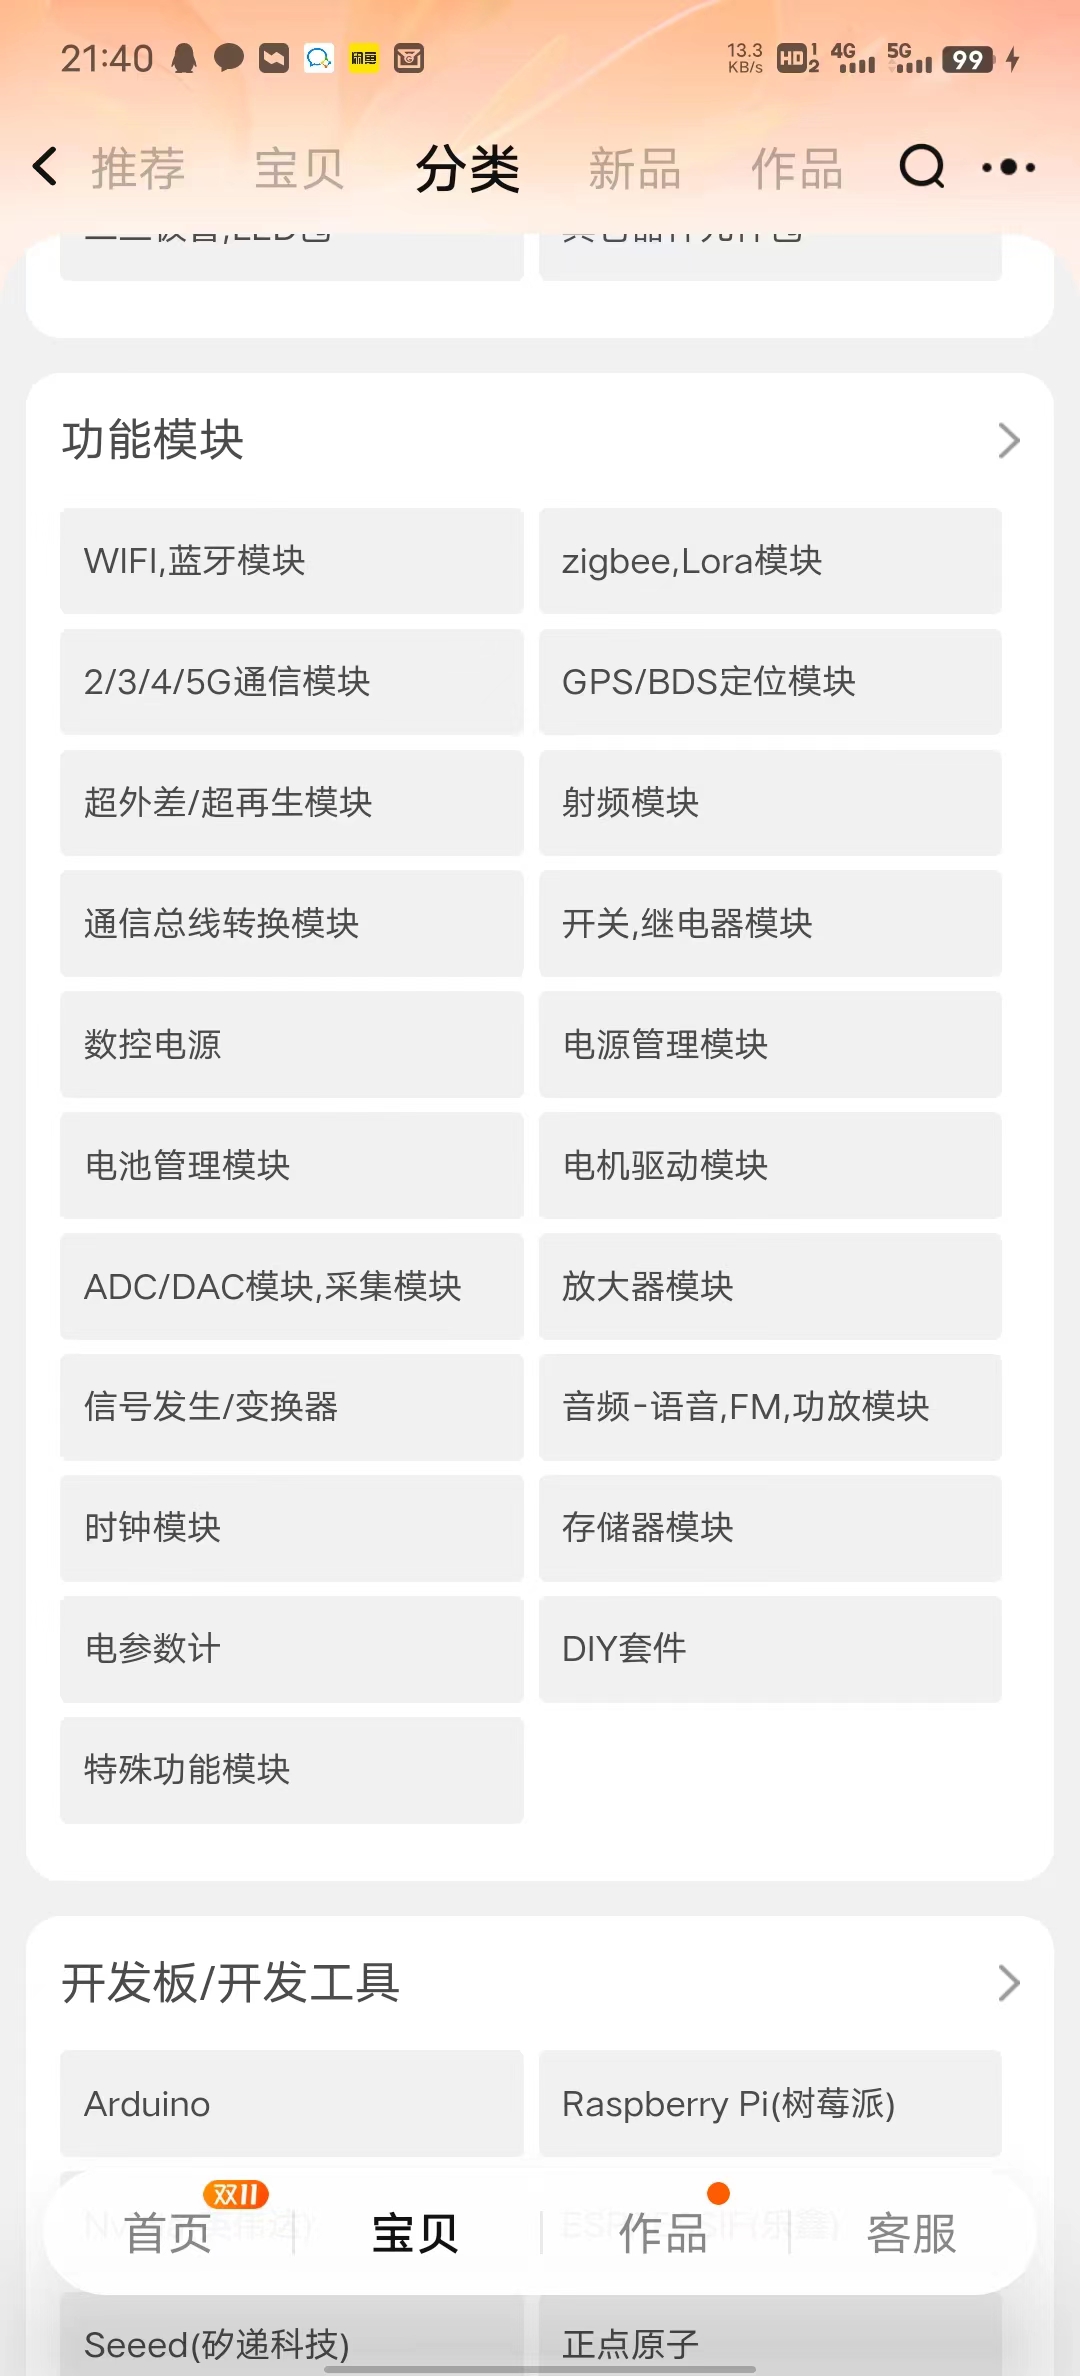 21:40
13.3 KB/s HD 1 2 4G 5G 99
推荐 宝贝 分类 新品 作品
功能模块
WIFI,蓝牙模块
zigbee,Lora模块
2/3/4/5G通信模块
GPS/BDS定位模块
超外差/超再生模块
射频模块
通信总线转换模块
开关,继电器模块
数控电源
电源管理模块
电池管理模块
电机驱动模块
ADC/DAC模块,采集模块
放大器模块
信号发生/变换器
音频-语音,FM,功放模块
时钟模块
存储器模块
电参数计
DIY套件
特殊功能模块
开发板/开发工具
Arduino
Raspberry Pi(树莓派)
双11
首页 宝贝 作品 客服
Seeed(矽递科技)
正点原子